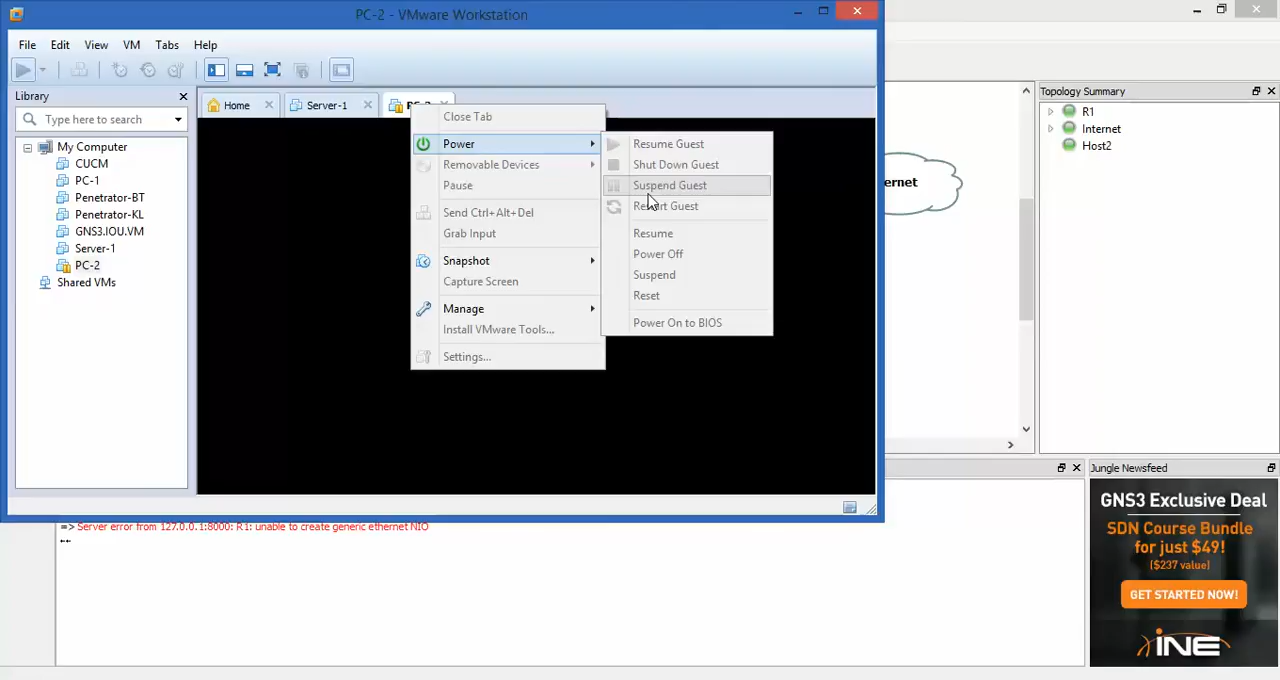 PC-2 - VMware Workstation
File Edit View VM Tabs Help
Library
Type here to search
My Computer
CUCM
PC-1
Penetrator-BT
Penetrator-KL
GNS3.IOU.VM
Server-1
PC-2
Shared VMs
Home
Server-1
Close Tab
Power
Removable Devices
Pause
Send Ctrl+Alt+Del
Grab Input
Snapshot
Capture Screen
Manage
Install VMware Tools...
Settings...
Resume Guest
Shut Down Guest
Suspend Guest
Restart Guest
Resume
Power Off
Suspend
Reset
Power On to BIOS
ernet
Topology Summary
R1
Internet
Host2
=> Server error from 127.0.0.1:8000: R1: unable to create generic ethernet NIO
Jungle Newsfeed
GNS3 Exclusive Deal
SDN Course Bundle
for just $49!
($237 value)
GET STARTED NOW!
INE